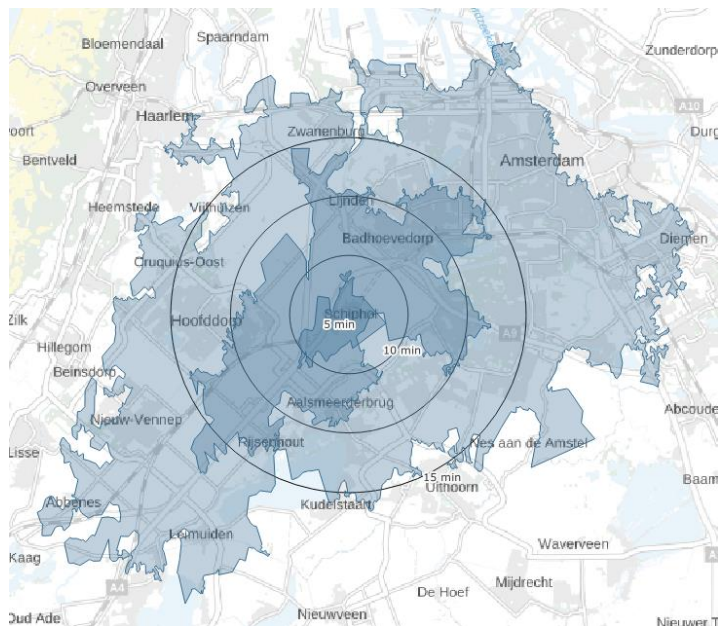 Spaarndam
Bloemendaal
Zunderdorp
Overveen
A10
Haarlem
Zwanenburg
Bentveld
Amsterdam
Heemstede
Vijfhuizen
Lijnden
Badhoevedorp
Diemen
Cruquius-Oost
Schiphol
Zilk
Hoofddorp
5 min
A9
Hillegom
10 min
Beinsdorp
Aalsmeerderbrug
Abcoude
Nieuw-Vennep
Rijsenhout
Nes aan de Amstel
Lisse
15 min
Baam
Uithoorn
Abbenes
Kudelstaart
Leimuiden
Waverveen
Kaag
A4
Mijdrecht
De Hoef
Oud Ade
Nieuwveen
Nieuwer T